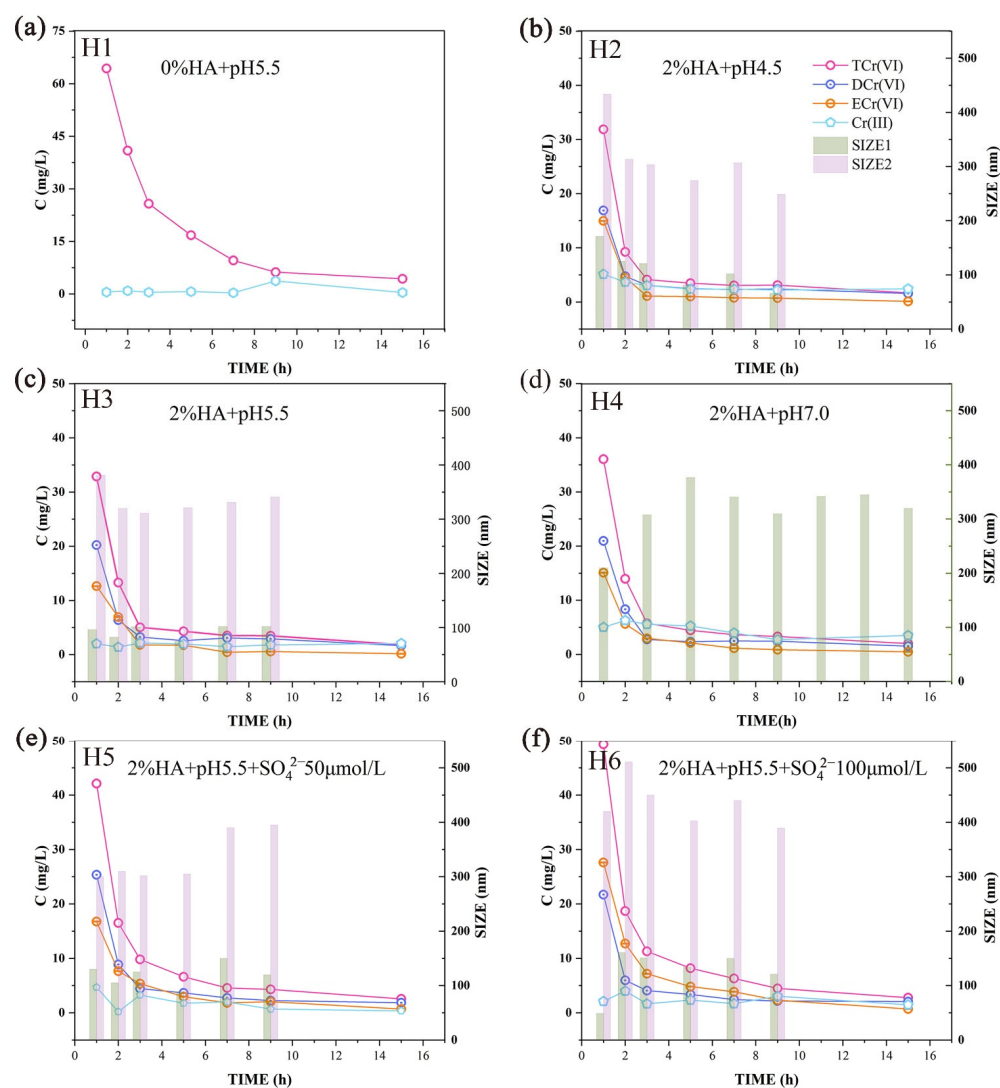 (a)
H1
0%HA+pH5.5
C (mg/L)
75
60
45
30
15
0
0 2 4 6 8 10 12 14 16
TIME (h)
(b)
H2
2%HA+pH4.5
TCr(VI)
DCr(VI)
ECr(VI)
Cr(III)
SIZE1
SIZE2
C (mg/L)
50
40
30
20
10
0
500
400
300
200
100
0
SIZE (nm)
0 2 4 6 8 10 12 14 16
TIME (h)
(c)
H3
2%HA+pH5.5
C (mg/L)
50
40
30
20
10
0
500
400
300
200
100
0
SIZE (nm)
0 2 4 6 8 10 12 14 16
TIME (h)
(d)
H4
2%HA+pH7.0
C(mg/L)
50
40
30
20
10
0
500
400
300
200
100
0
SIZE (nm)
0 2 4 6 8 10 12 14 16
TIME(h)
(e)
H5
2%HA+pH5.5+SO₄²⁻50μmol/L
C (mg/L)
50
40
30
20
10
0
500
400
300
200
100
0
SIZE (nm)
0 2 4 6 8 10 12 14 16
TIME (h)
(f)
H6
2%HA+pH5.5+SO₄²⁻100μmol/L
C (mg/L)
50
40
30
20
10
0
500
400
300
200
100
0
SIZE (nm)
0 2 4 6 8 10 12 14 16
TIME (h)